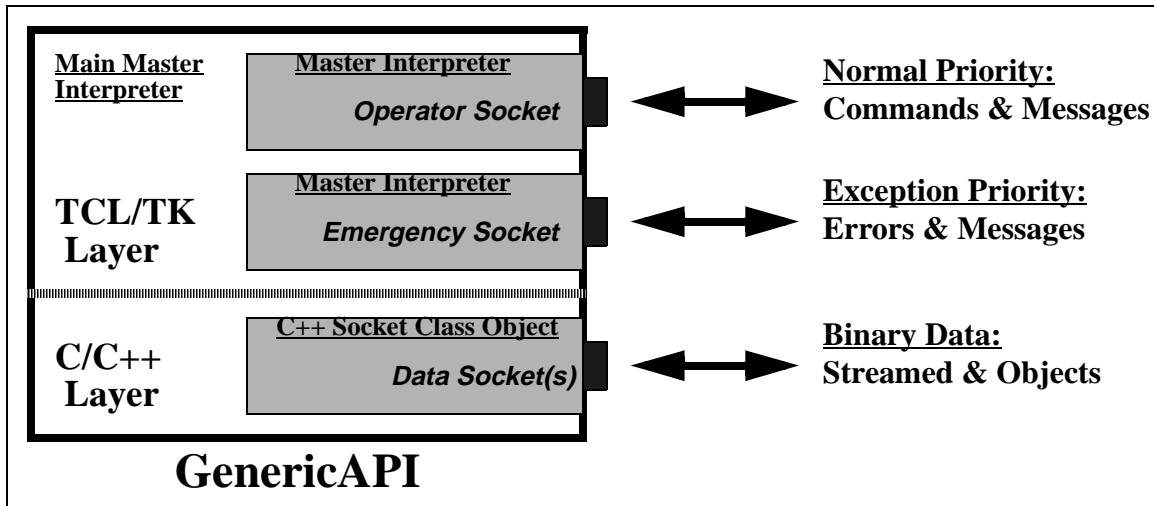 Main Master
Interpreter
Master Interpreter
Operator Socket
Normal Priority:
Commands & Messages
TCL/TK
Layer
Master Interpreter
Emergency Socket
Exception Priority:
Errors & Messages
C/C++
Layer
C++ Socket Class Object
Data Socket(s)
Binary Data:
Streamed & Objects
GenericAPI